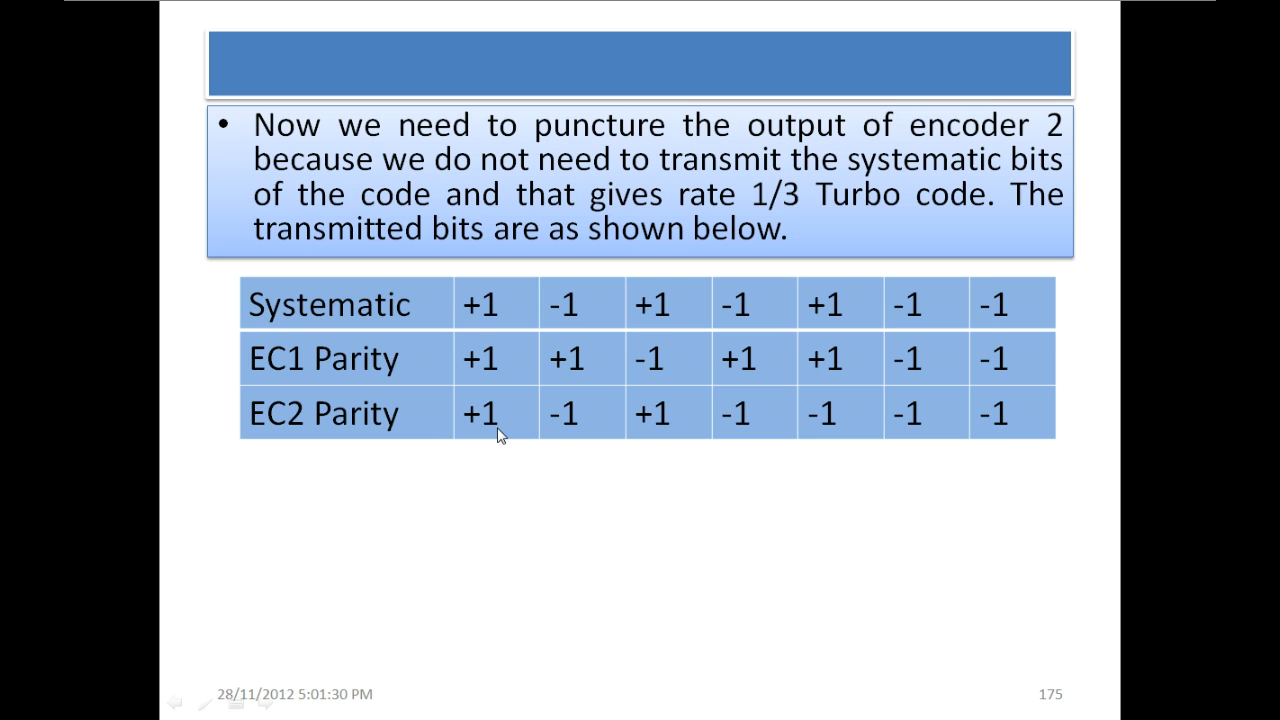 • Now we need to puncture the output of encoder 2
because we do not need to transmit the systematic bits
of the code and that gives rate 1/3 Turbo code. The
transmitted bits are as shown below.
Systematic +1 -1 +1 -1 +1 -1 -1
EC1 Parity +1 +1 -1 +1 +1 -1 -1
EC2 Parity +1 -1 +1 -1 -1 -1 -1
28/11/2012 5:01:30 PM 175